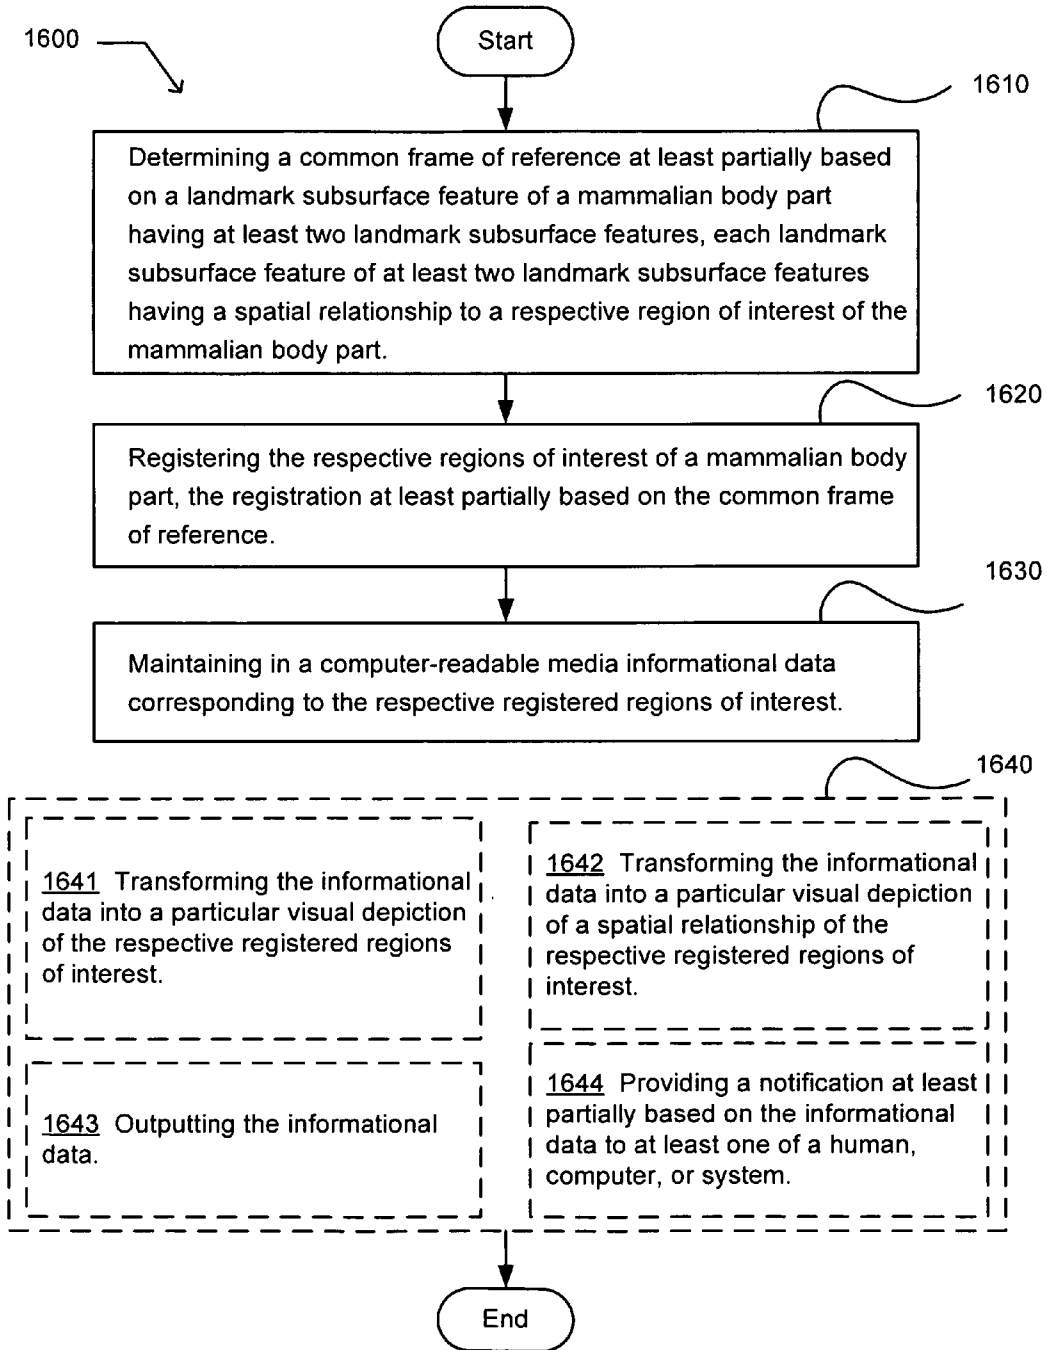 1600
Start
1610
Determining a common frame of reference at least partially based
on a landmark subsurface feature of a mammalian body part
having at least two landmark subsurface features, each landmark
subsurface feature of at least two landmark subsurface features
having a spatial relationship to a respective region of interest of the
mammalian body part.
1620
Registering the respective regions of interest of a mammalian body
part, the registration at least partially based on the common frame
of reference.
1630
Maintaining in a computer-readable media informational data
corresponding to the respective registered regions of interest.
1640
1641 Transforming the informational
data into a particular visual depiction
of the respective registered regions
of interest.
1642 Transforming the informational
data into a particular visual depiction
of a spatial relationship of the
respective registered regions of
interest.
1643 Outputting the informational
data.
1644 Providing a notification at least
partially based on the informational
data to at least one of a human,
computer, or system.
End